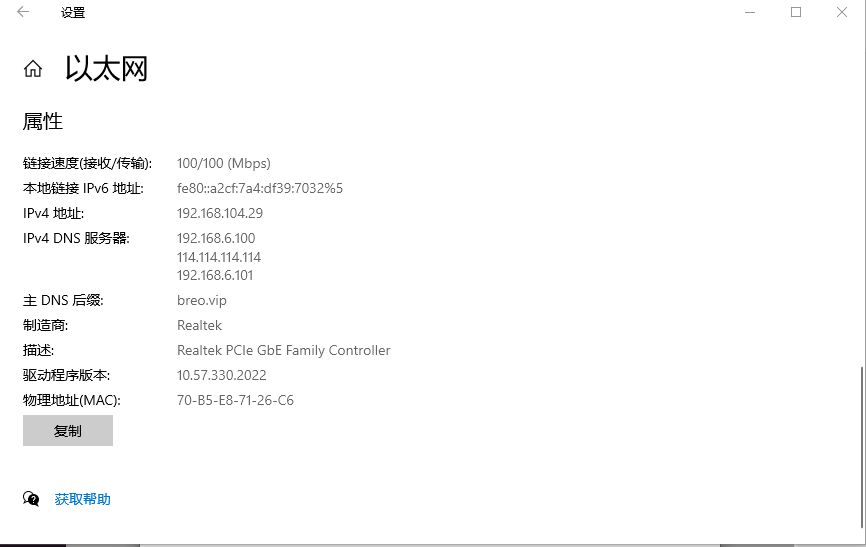 设置
以太网
属性
链接速度(接收/传输): 100/100 (Mbps)
本地链接 IPv6 地址: fe80::a2cf:7a4:df39:7032%5
IPv4 地址: 192.168.104.29
IPv4 DNS 服务器: 192.168.6.100
114.114.114.114
192.168.6.101
主 DNS 后缀: breo.vip
制造商: Realtek
描述: Realtek PCIe GbE Family Controller
驱动程序版本: 10.57.330.2022
物理地址(MAC): 70-B5-E8-71-26-C6
复制
获取帮助